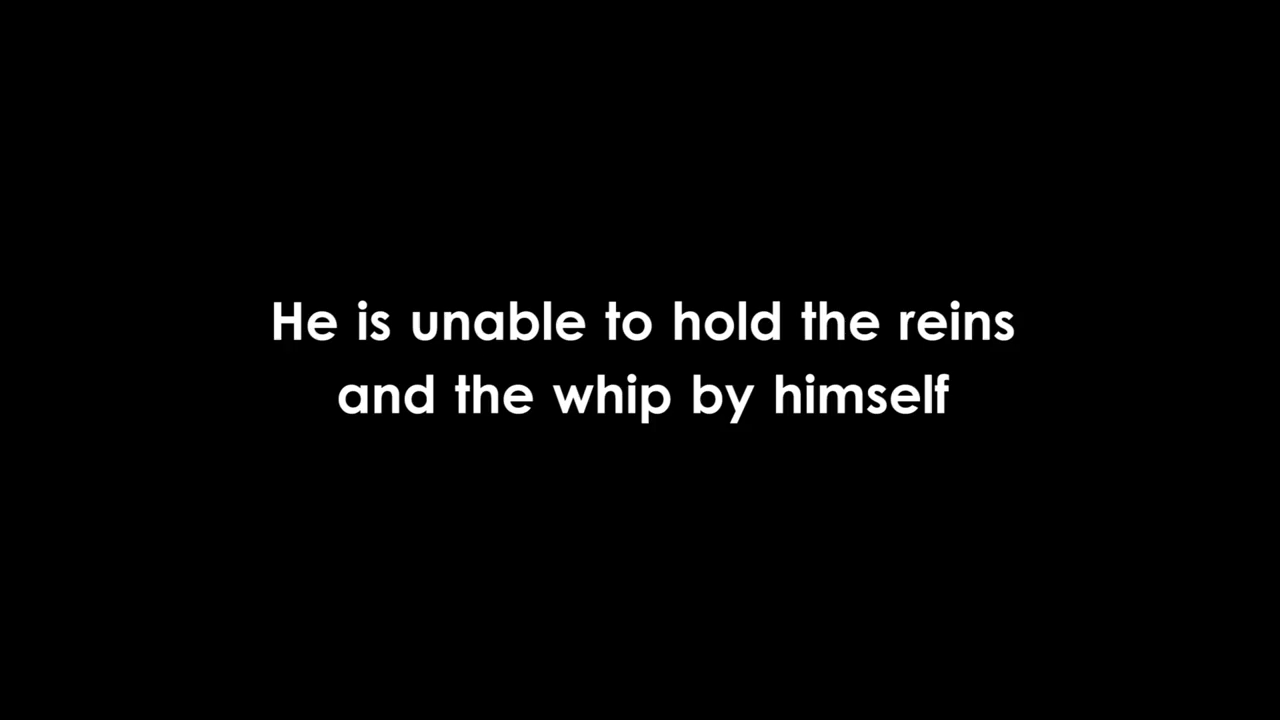 He is unable to hold the reins
and the whip by himself